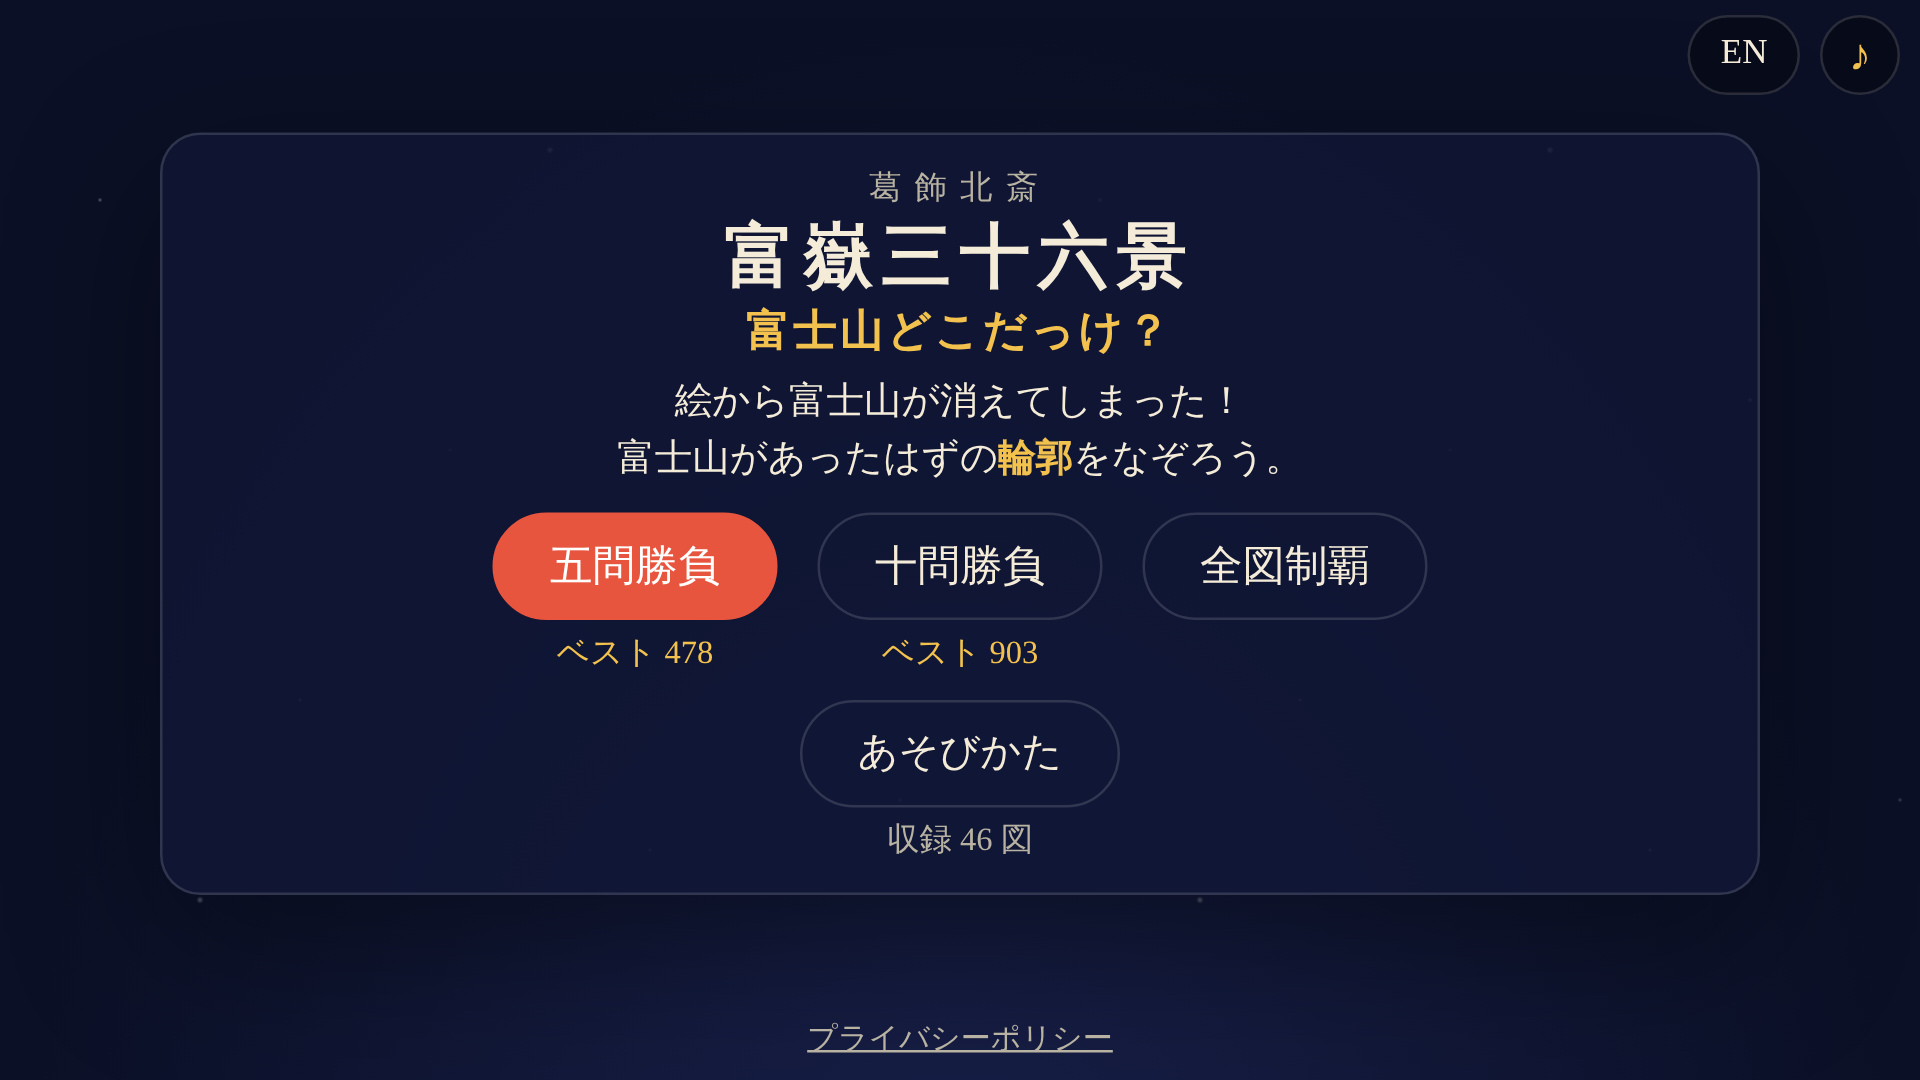 EN ♪
葛飾北斎
富嶽三十六景
富士山どこだっけ？
絵から富士山が消えてしまった！
富士山があったはずの輪郭をなぞろう。
五問勝負 十問勝負 全図制覇
ベスト 478 ベスト 903
あそびかた
収録 46 図
プライバシーポリシー